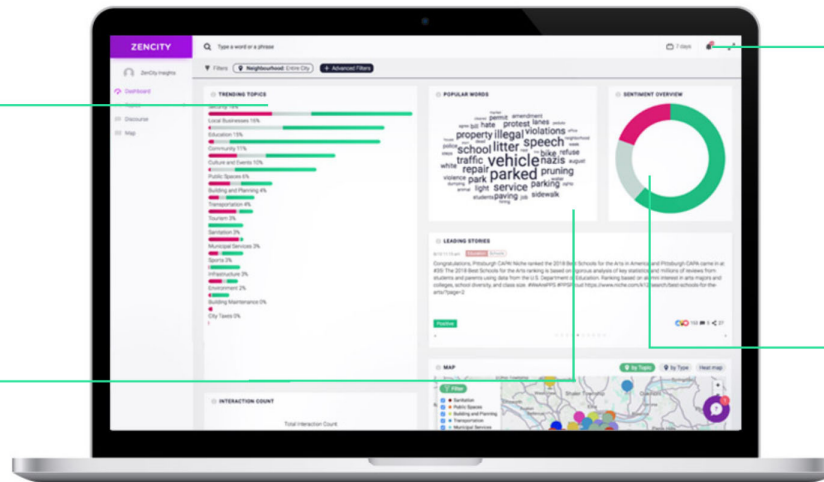 ZENCITY
Type a word or a phrase
7 days
ZenCity Insights
Filters
Neighbourhood Entire City
+ Advanced Filters
Dashboard
Discourse
Map
TRENDING TOPICS
Local Businesses 16%
Education 15%
Community 11%
Culture and Events 10%
Public Spaces 6%
Building and Planning 4%
Transportation 4%
Tourism 3%
Sanitation 3%
Municipal Services 3%
Sports 3%
Infrastructure 3%
Environment 2%
Building Maintenance 0%
City Taxes 0%
INTERACTION COUNT
Total Interaction Count
POPULAR WORDS
permit amendment
hate protest lanes
property illegal violations
police school litter speech week
traffic vehicle bike refuse
white repair nazis august
violence park parked pruning
light service parking
students paving job sidewalk
SENTIMENT OVERVIEW
LEADING STORIES
Congratulations, Pittsburgh CAPA! Niche ranked the 2018 Best Schools for the Arts in America and Pittsburgh CAPA came in at
#39! The 2018 Best Schools for the Arts ranking is based on rigorous analysis of key statistics and millions of reviews from
students and parents using data from the U.S. Department of Education. Ranking based on alumni interest in arts majors and
colleges, school diversity, and class size.
Positive
MAP
by Topic
by Type
Heat map
Filter
Sanitation
Public Spaces
Building and Planning
Transportation
Municipal Services